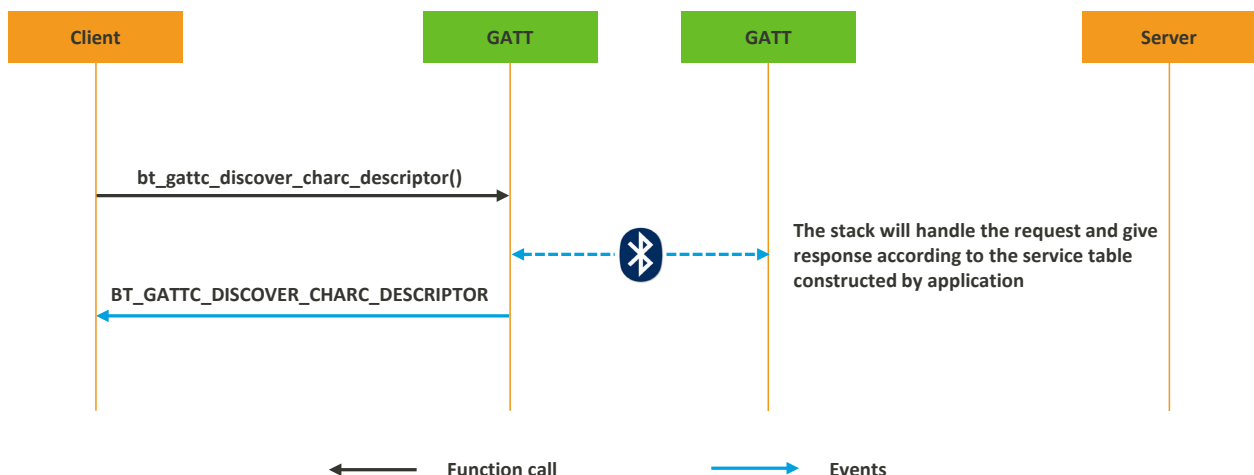 Client
GATT
GATT
Server
bt_gattc_discover_charc_descriptor()
The stack will handle the request and give
response according to the service table
constructed by application
BT_GATTC_DISCOVER_CHARC_DESCRIPTOR
Function call
Events